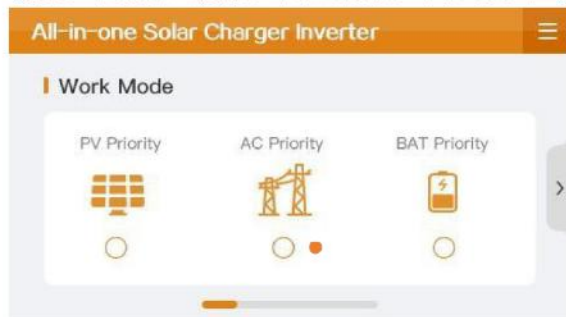 All-in-one Solar Charger Inverter
Work Mode
PV Priority AC Priority BAT Priority